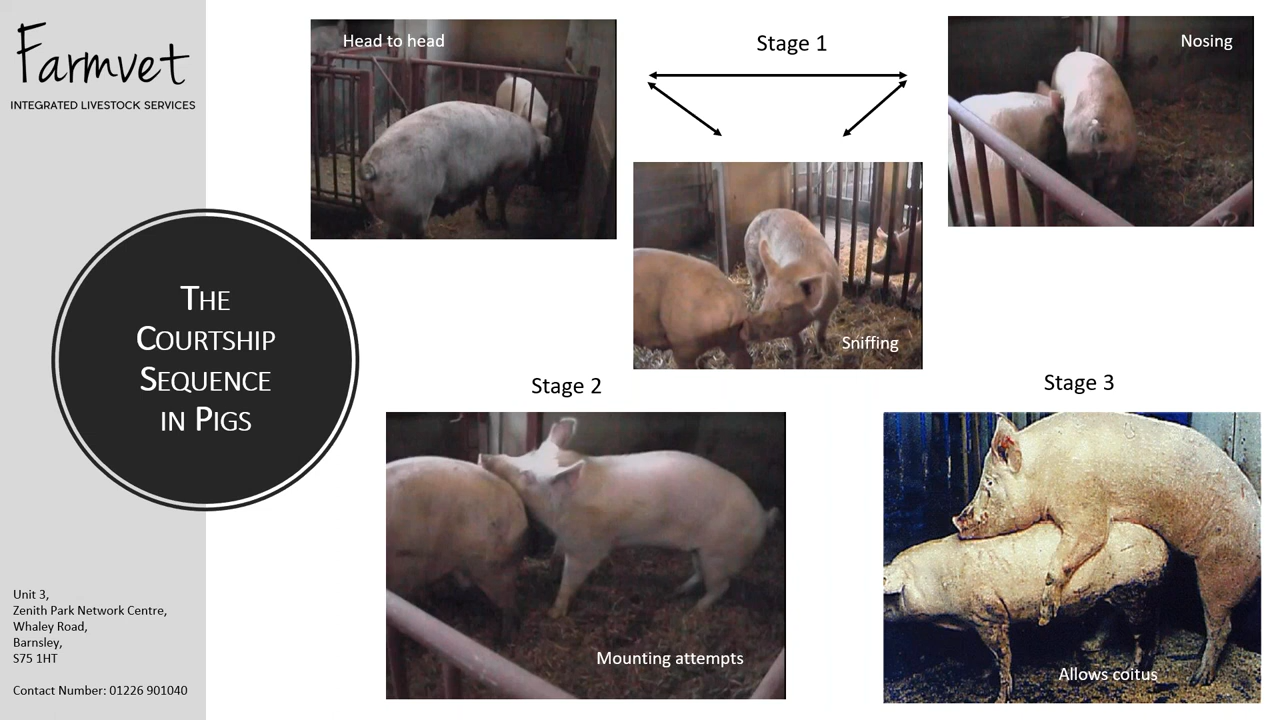 Farmvet
INTEGRATED LIVESTOCK SERVICES
THE
COURTSHIP
SEQUENCE
IN PIGS
Unit 3,
Zenith Park Network Centre,
Whaley Road,
Barnsley,
S75 1HT
Contact Number: 01226 901040
Stage 1
Head to head
Nosing
Sniffing
Stage 2
Mounting attempts
Stage 3
Allows coitus